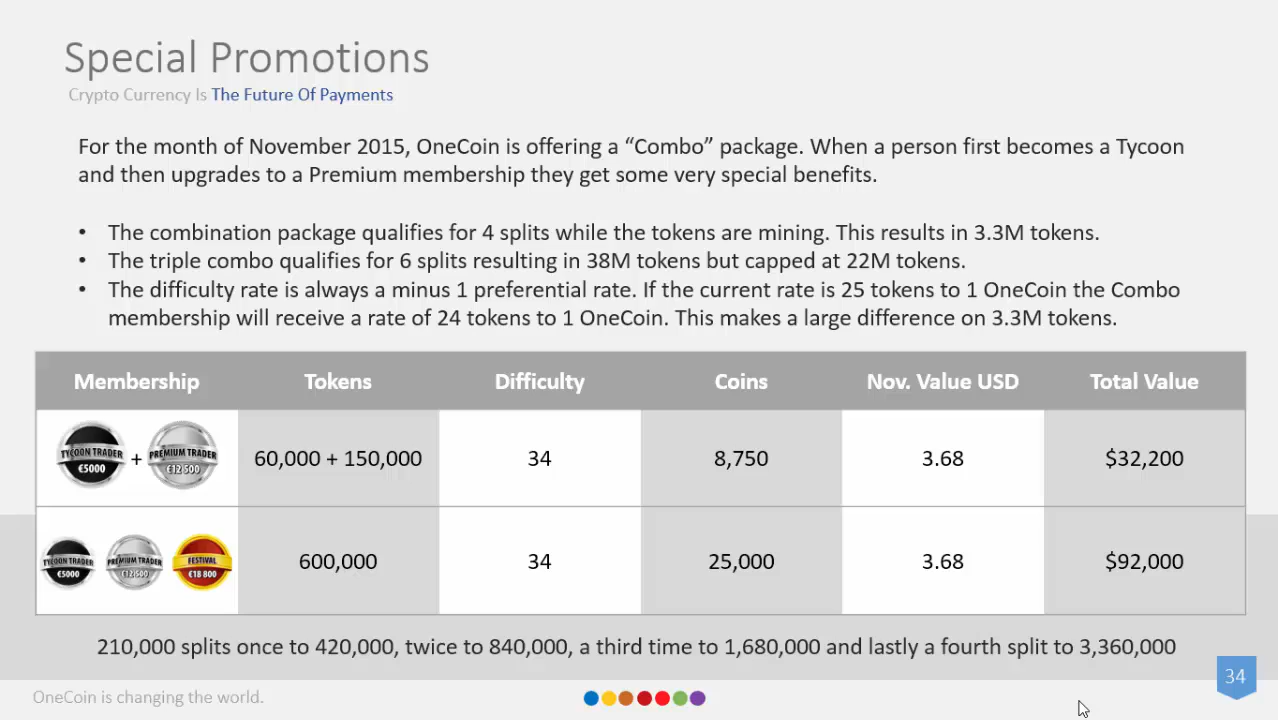 Special Promotions
Crypto Currency Is The Future Of Payments
For the month of November 2015, OneCoin is offering a “Combo” package. When a person first becomes a Tycoon
and then upgrades to a Premium membership they get some very special benefits.
• The combination package qualifies for 4 splits while the tokens are mining. This results in 3.3M tokens.
• The triple combo qualifies for 6 splits resulting in 38M tokens but capped at 22M tokens.
• The difficulty rate is always a minus 1 preferential rate. If the current rate is 25 tokens to 1 OneCoin the Combo
membership will receive a rate of 24 tokens to 1 OneCoin. This makes a large difference on 3.3M tokens.
Membership Tokens Difficulty Coins Nov. Value USD Total Value
TYCOON TRADER €5000 + PREMIUM TRADER €12 500 60,000 + 150,000 34 8,750 3.68 $32,200
TYCOON TRADER €5000 PREMIUM TRADER €12 500 FESTIVAL €18 800 600,000 34 25,000 3.68 $92,000
210,000 splits once to 420,000, twice to 840,000, a third time to 1,680,000 and lastly a fourth split to 3,360,000
34
OneCoin is changing the world.